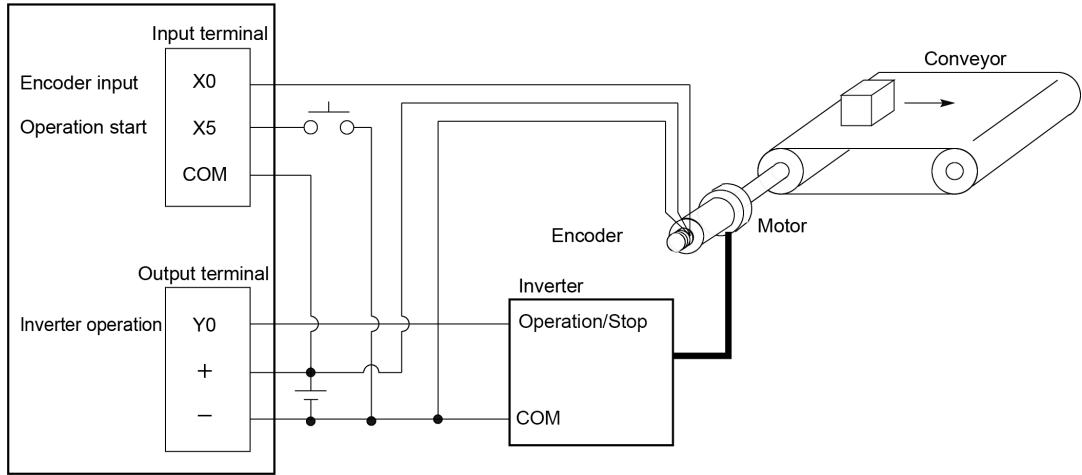 Input terminal
Encoder input
X0
Operation start
X5
COM
Conveyor
Encoder
Motor
Output terminal
Inverter
Inverter operation
Y0
Operation/Stop
+
−
COM